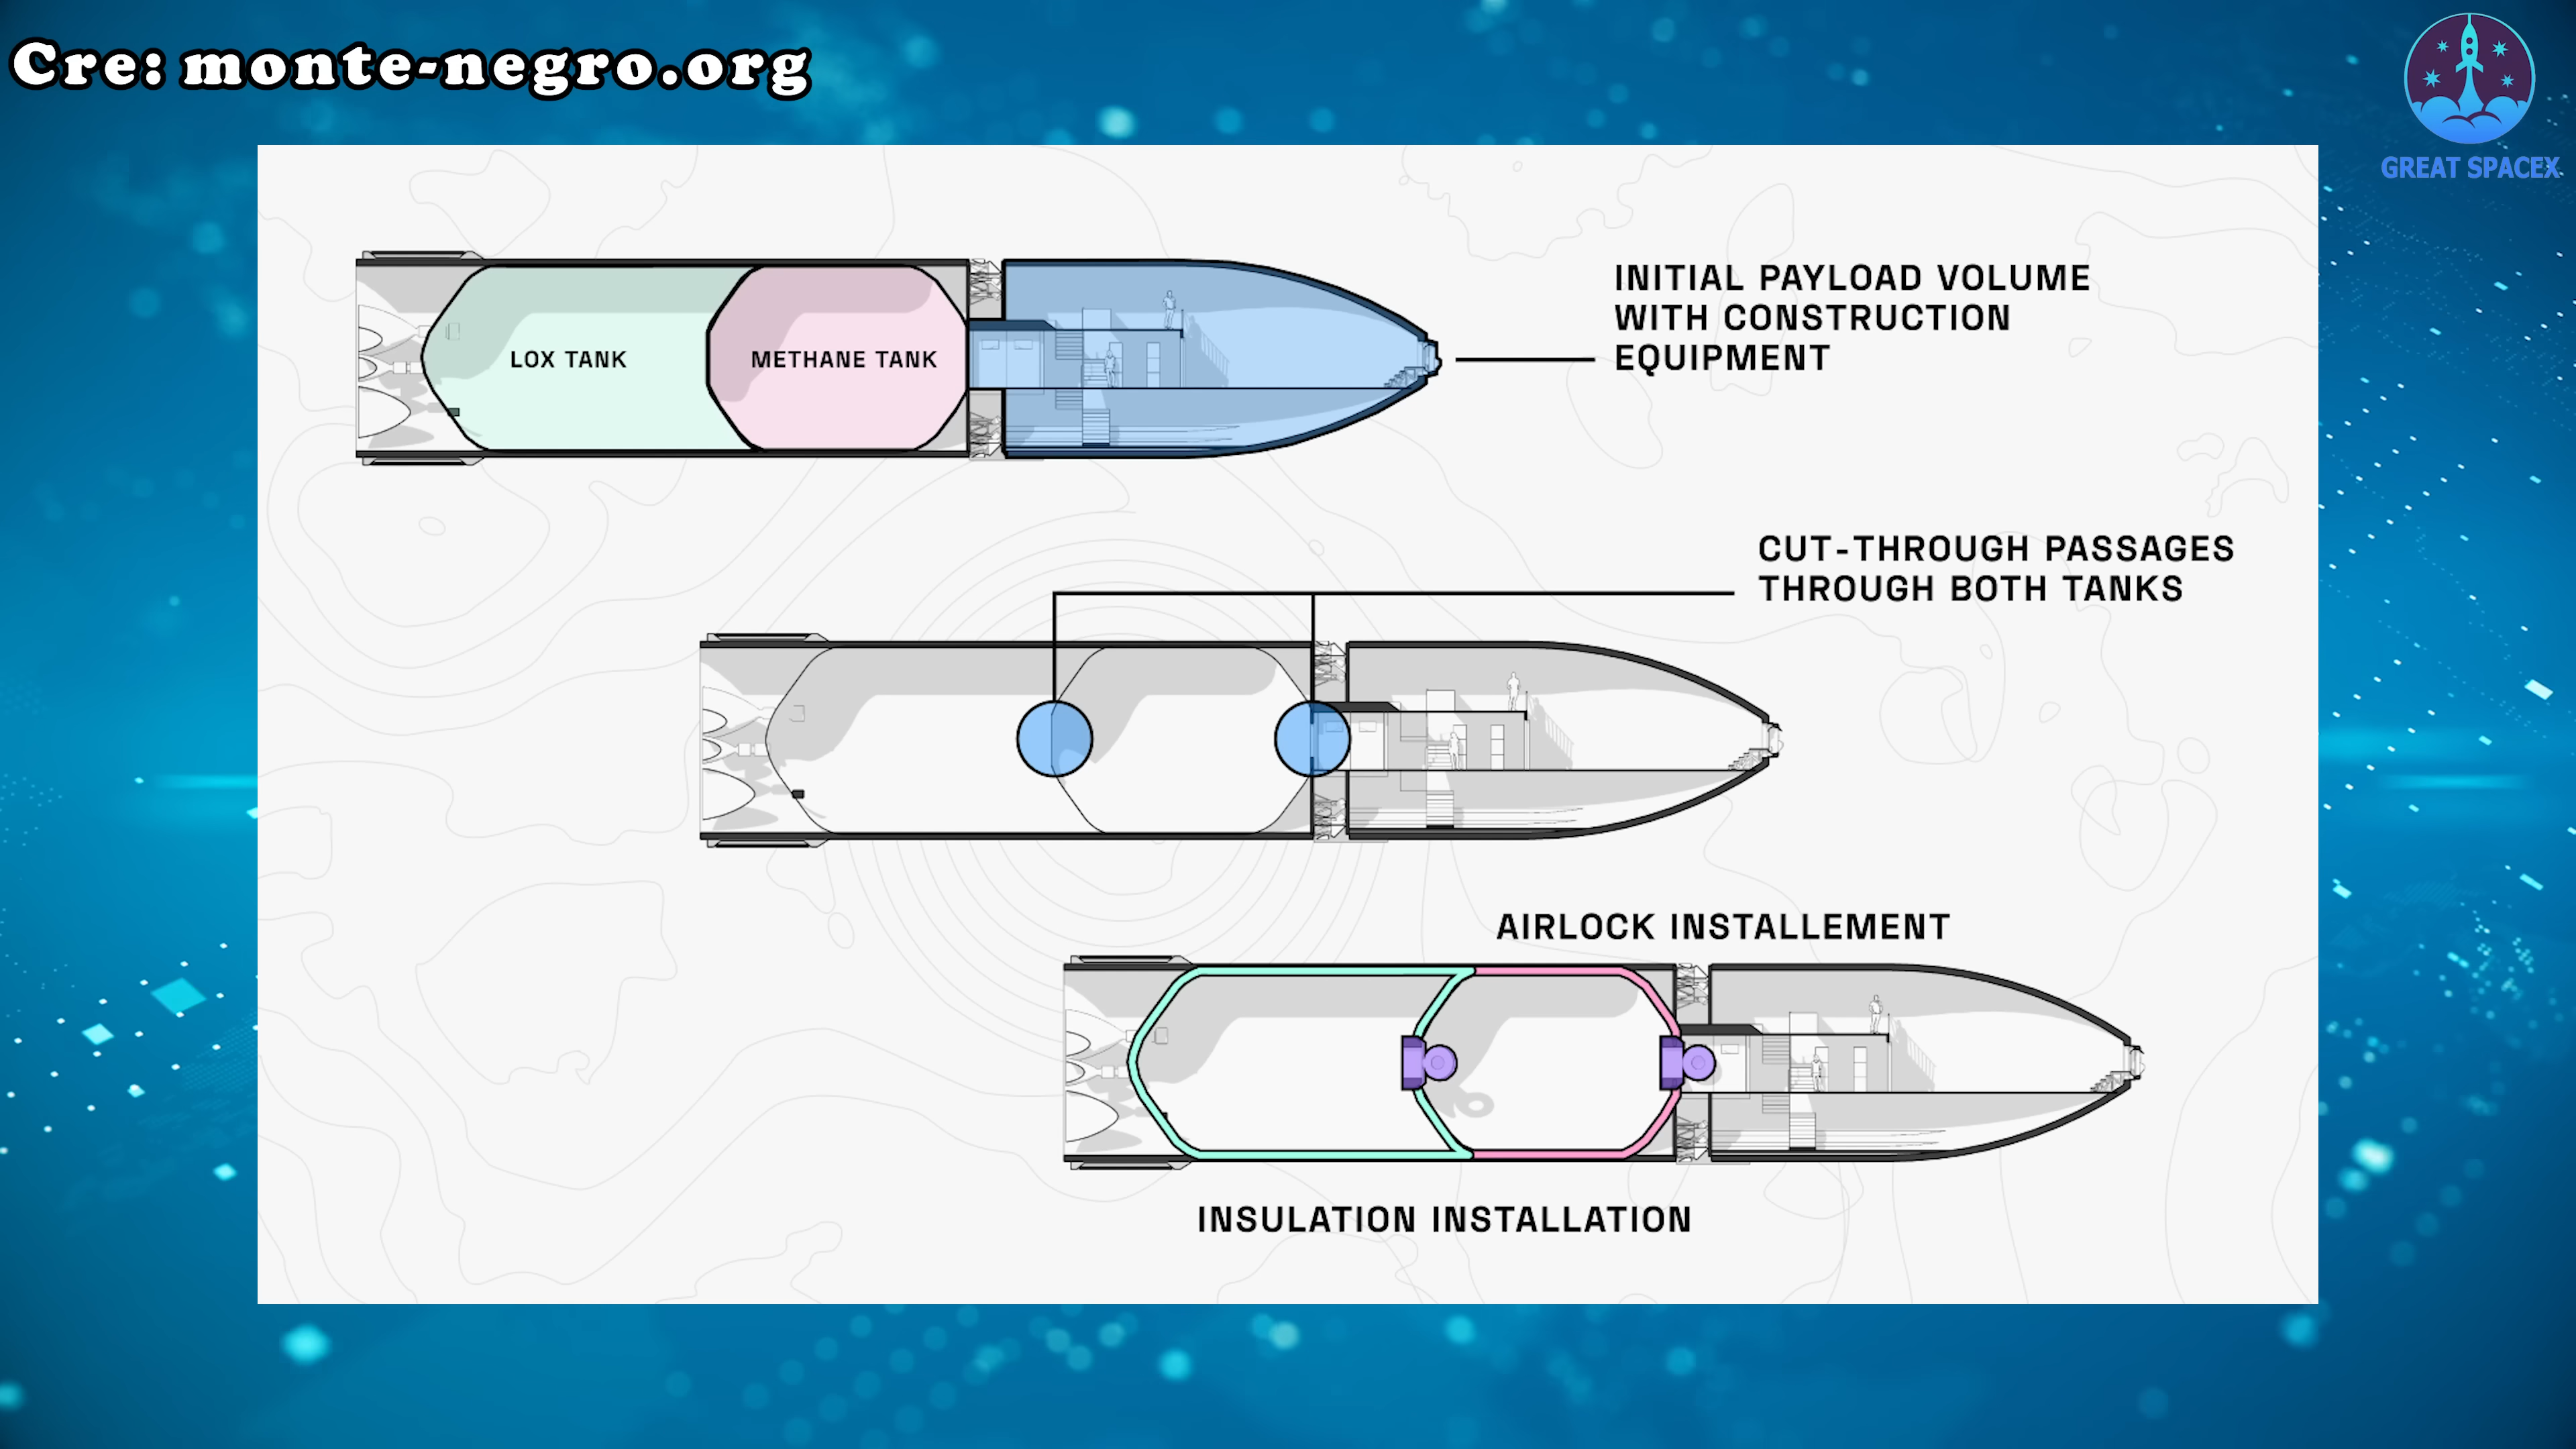 Cre: monte-negro.org
GREAT SPACEX
INITIAL PAYLOAD VOLUME
WITH CONSTRUCTION
EQUIPMENT
LOX TANK
METHANE TANK
CUT-THROUGH PASSAGES
THROUGH BOTH TANKS
AIRLOCK INSTALLEMENT
INSULATION INSTALLATION